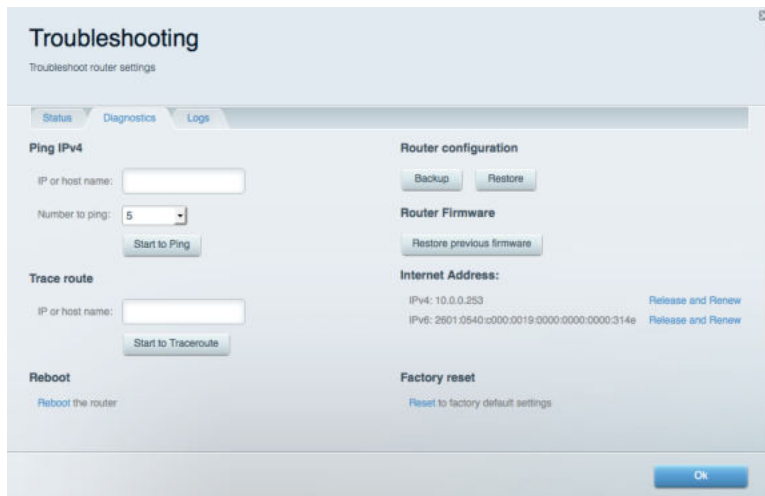 Troubleshooting
Troubleshoot router settings
Status
Diagnostics
Logs
Ping IPv4
IP or host name:
Number to ping: 5
Start to Ping
Trace route
IP or host name:
Start to Traceroute
Reboot
Reboot the router
Router configuration
Backup
Restore
Router Firmware
Restore previous firmware
Internet Address:
IPv4: 10.0.0.253 Release and Renew
IPv6: 2601:0540:c000:0019:0000:0000:0000:314e Release and Renew
Factory reset
Reset to factory default settings
Ok